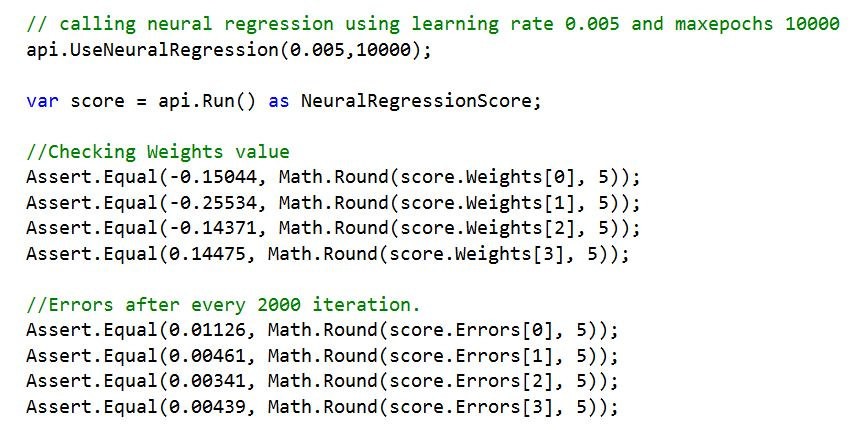 // calling neural regression using learning rate 0.005 and maxepochs 10000
api.UseNeuralRegression(0.005,10000);
var score = api.Run() as NeuralRegressionScore;
//Checking Weights value
Assert.Equal(-0.15044, Math.Round(score.Weights[0], 5));
Assert.Equal(-0.25534, Math.Round(score.Weights[1], 5));
Assert.Equal(-0.14371, Math.Round(score.Weights[2], 5));
Assert.Equal(0.14475, Math.Round(score.Weights[3], 5));
//Errors after every 2000 iteration.
Assert.Equal(0.01126, Math.Round(score.Errors[0], 5));
Assert.Equal(0.00461, Math.Round(score.Errors[1], 5));
Assert.Equal(0.00341, Math.Round(score.Errors[2], 5));
Assert.Equal(0.00439, Math.Round(score.Errors[3], 5));